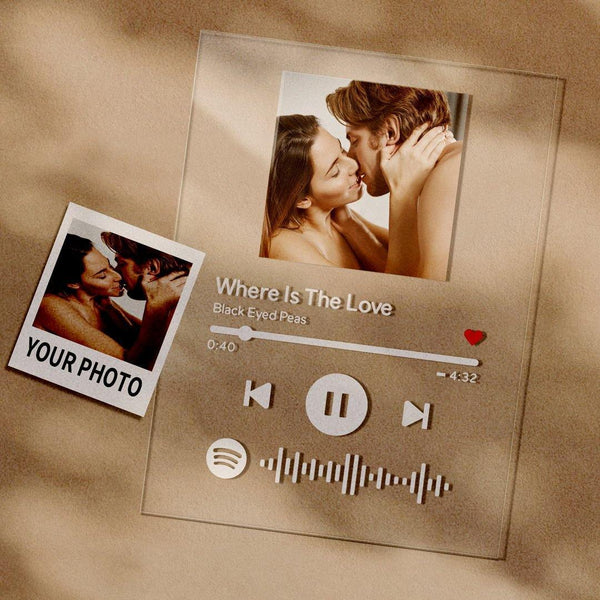 Where Is The Love
Black Eyed Peas
0:40
- 4:32
YOUR PHOTO